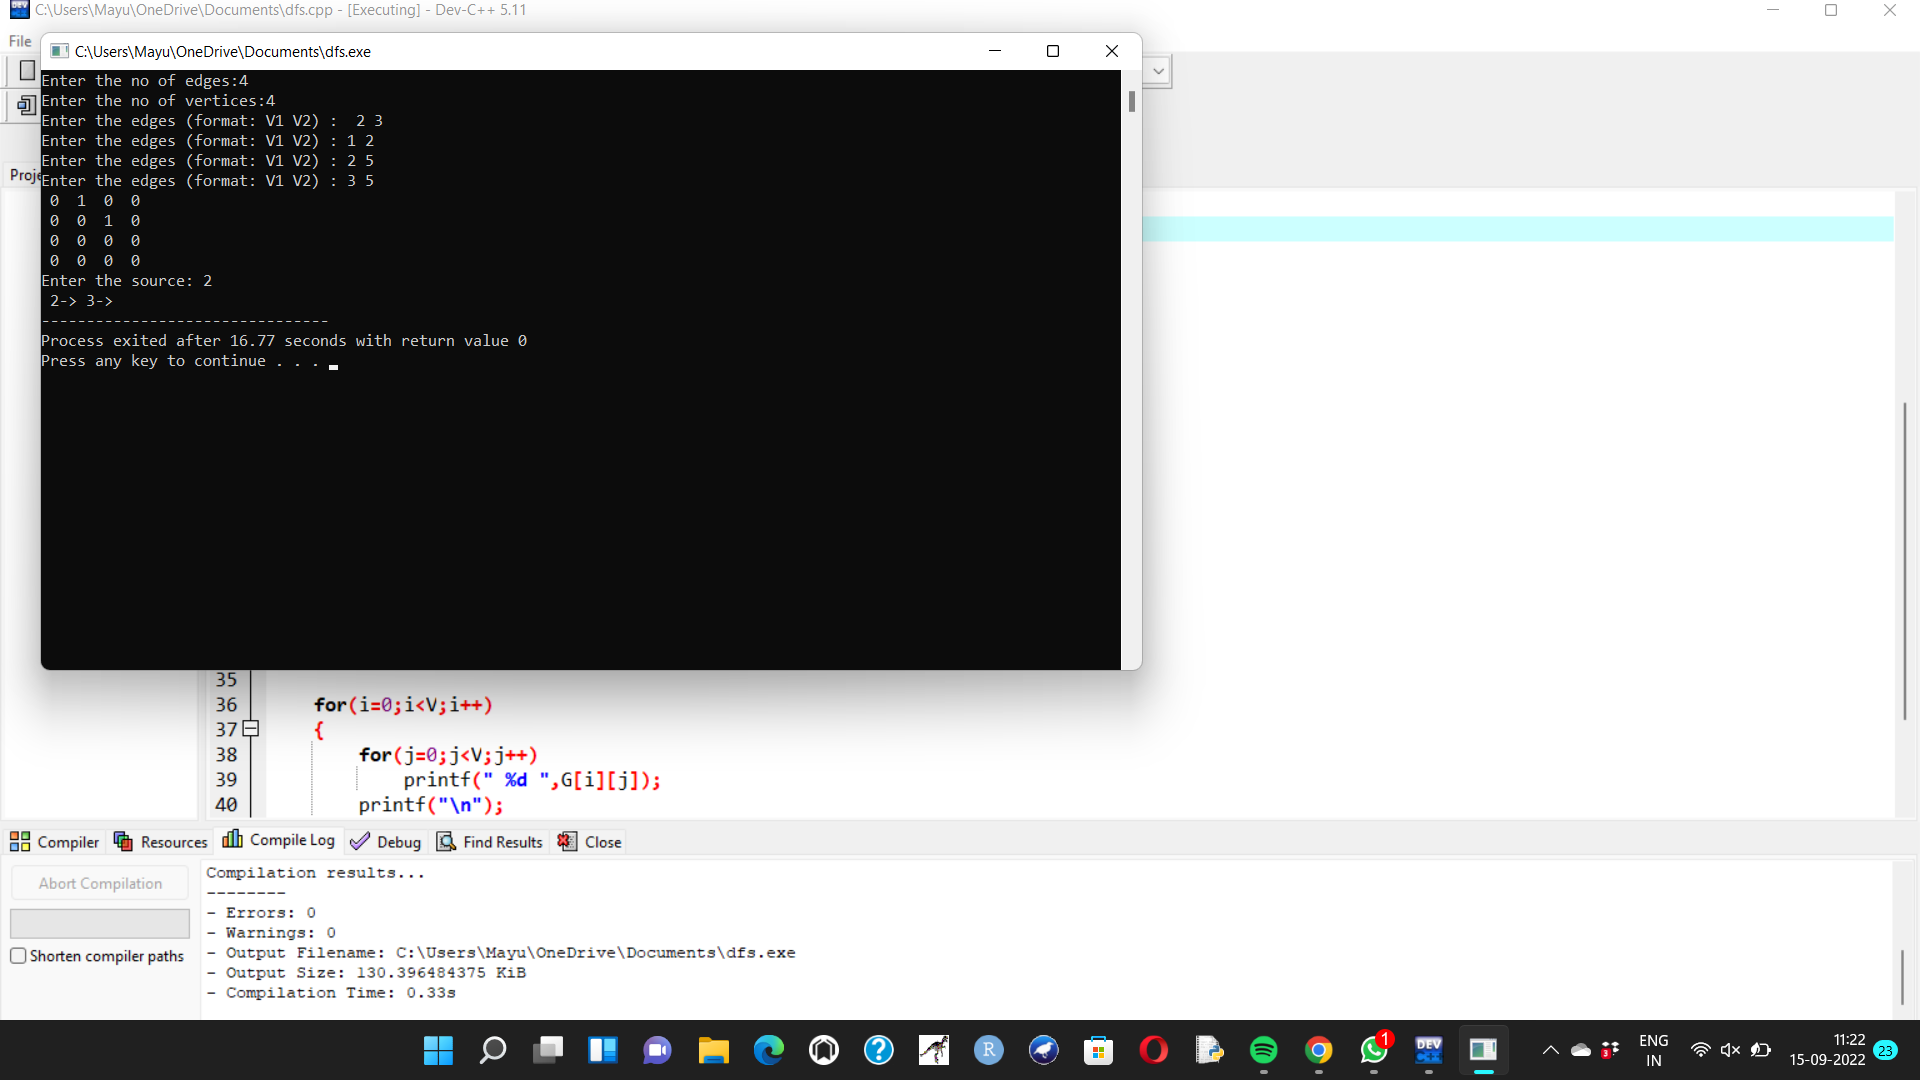 C:\Users\Mayu\OneDrive\Documents\dfs.cpp - [Executing] - Dev-C++ 5.11
File
C:\Users\Mayu\OneDrive\Documents\dfs.exe
Enter the no of edges:4
Enter the no of vertices:4
Enter the edges (format: V1 V2) :  2 3
Enter the edges (format: V1 V2) : 1 2
Enter the edges (format: V1 V2) : 2 5
Enter the edges (format: V1 V2) : 3 5
 0  1  0  0
 0  0  1  0
 0  0  0  0
 0  0  0  0
Enter the source: 2
 2-> 3->
--------------------------------
Process exited after 16.77 seconds with return value 0
Press any key to continue . . .
Proje
35
36 for(i=0;i<V;i++)
37 {
38 for(j=0;j<V;j++)
39 printf(" %d ",G[i][j]);
40 printf("\n");
Compiler Resources Compile Log Debug Find Results Close
Abort Compilation
Shorten compiler paths
Compilation results...
--------
- Errors: 0
- Warnings: 0
- Output Filename: C:\Users\Mayu\OneDrive\Documents\dfs.exe
- Output Size: 130.396484375 KiB
- Compilation Time: 0.33s
R
1
DEV
3
ENG
IN
11:22
15-09-2022
23